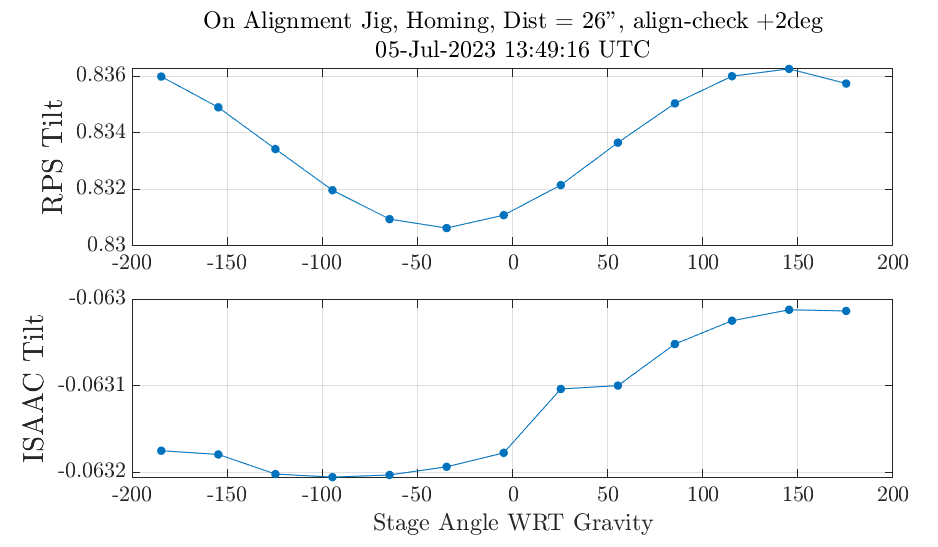 On Alignment Jig, Homing, Dist = 26", align-check +2deg
05-Jul-2023 13:49:16 UTC
RPS Tilt
0.836
0.834
0.832
0.83
-200 -150 -100 -50 0 50 100 150 200
ISAAC Tilt
-0.063
-0.0631
-0.0632
-200 -150 -100 -50 0 50 100 150 200
Stage Angle WRT Gravity